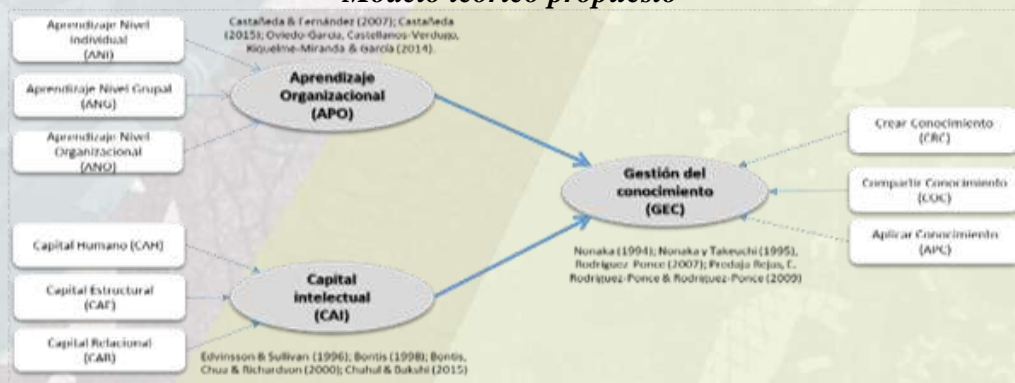 Modelo teórico propuesto
Aprendizaje Nivel
Individual
(ANI)
Aprendizaje Nivel Grupal
(ANG)
Aprendizaje Nivel
Organizacional
(ANO)
Castañeda & Fernández (2007); Castañeda
(2015); Oviedo-García, Castellanos-Verdugo,
Riquelme-Miranda & García (2014).
Aprendizaje
Organizacional
(APO)
Capital Humano (CAH)
Capital Estructural
(CAE)
Capital Relacional
(CAR)
Capital
intelectual
(CAI)
Edvinsson & Sullivan (1996); Bontis (1998); Bontis,
Chua & Richardson (2000); Chahal & Bakshi (2015)
Gestión del
conocimiento
(GEC)
Nonaka (1994); Nonaka y Takeuchi (1995),
Rodríguez-Ponce (2007); Pedraja-Rejas, E.
Rodríguez-Ponce & Rodríguez-Ponce (2009)
Crear Conocimiento
(CRC)
Compartir Conocimiento
(COC)
Aplicar Conocimiento
(APC)